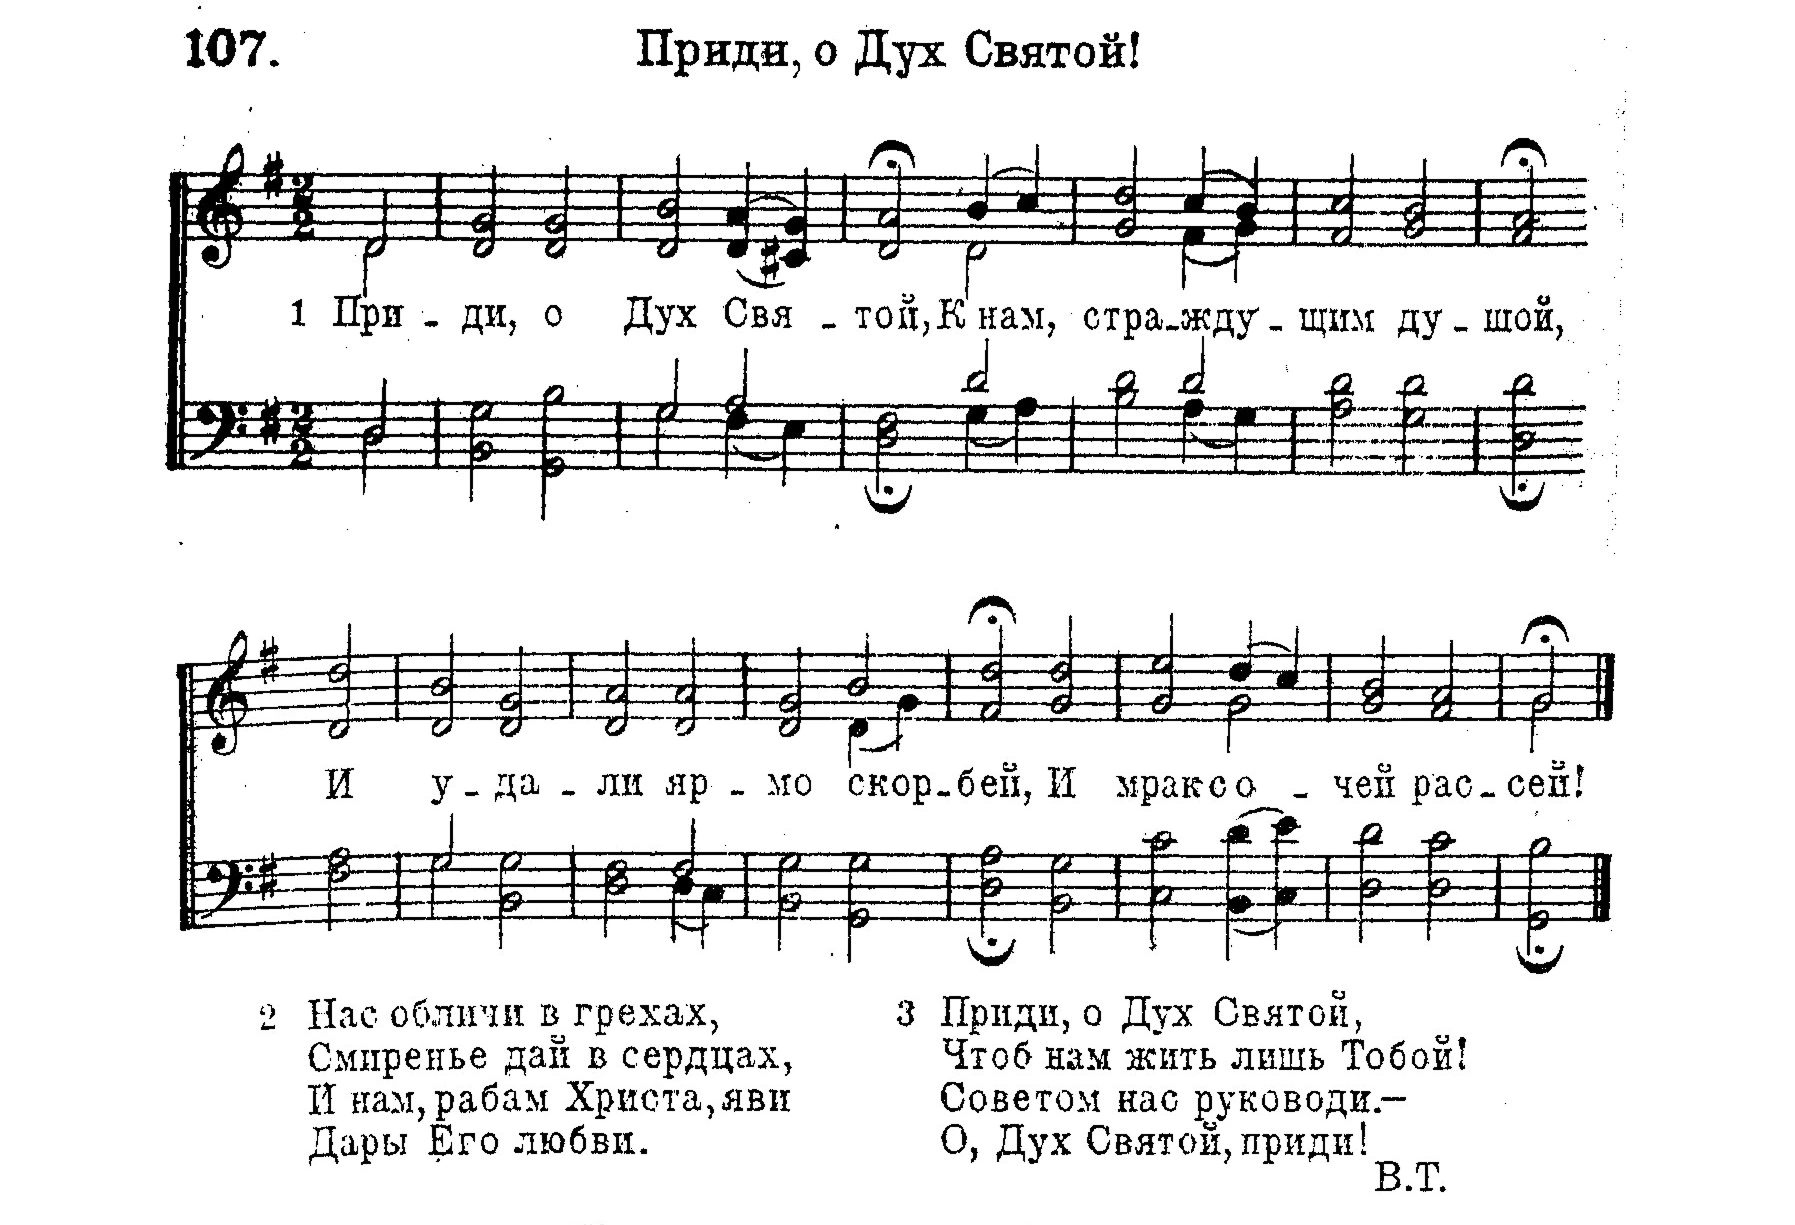 107. Приди, о Дух Святой!
1 При - ди, о Дух Свя - той, К нам, стра-жду - щим ду - шой,
И у - да - ли яр - мо скор-бей, И мрак с о - чей рас - сей!
2 Нас обличи в грехах,
Смиренье дай в сердцах,
И нам, рабам Христа, яви
Дары Его любви.
3 Приди, о Дух Святой,
Чтоб нам жить лишь Тобой!
Советом нас руководи.—
О, Дух Святой, приди!
В.Т.